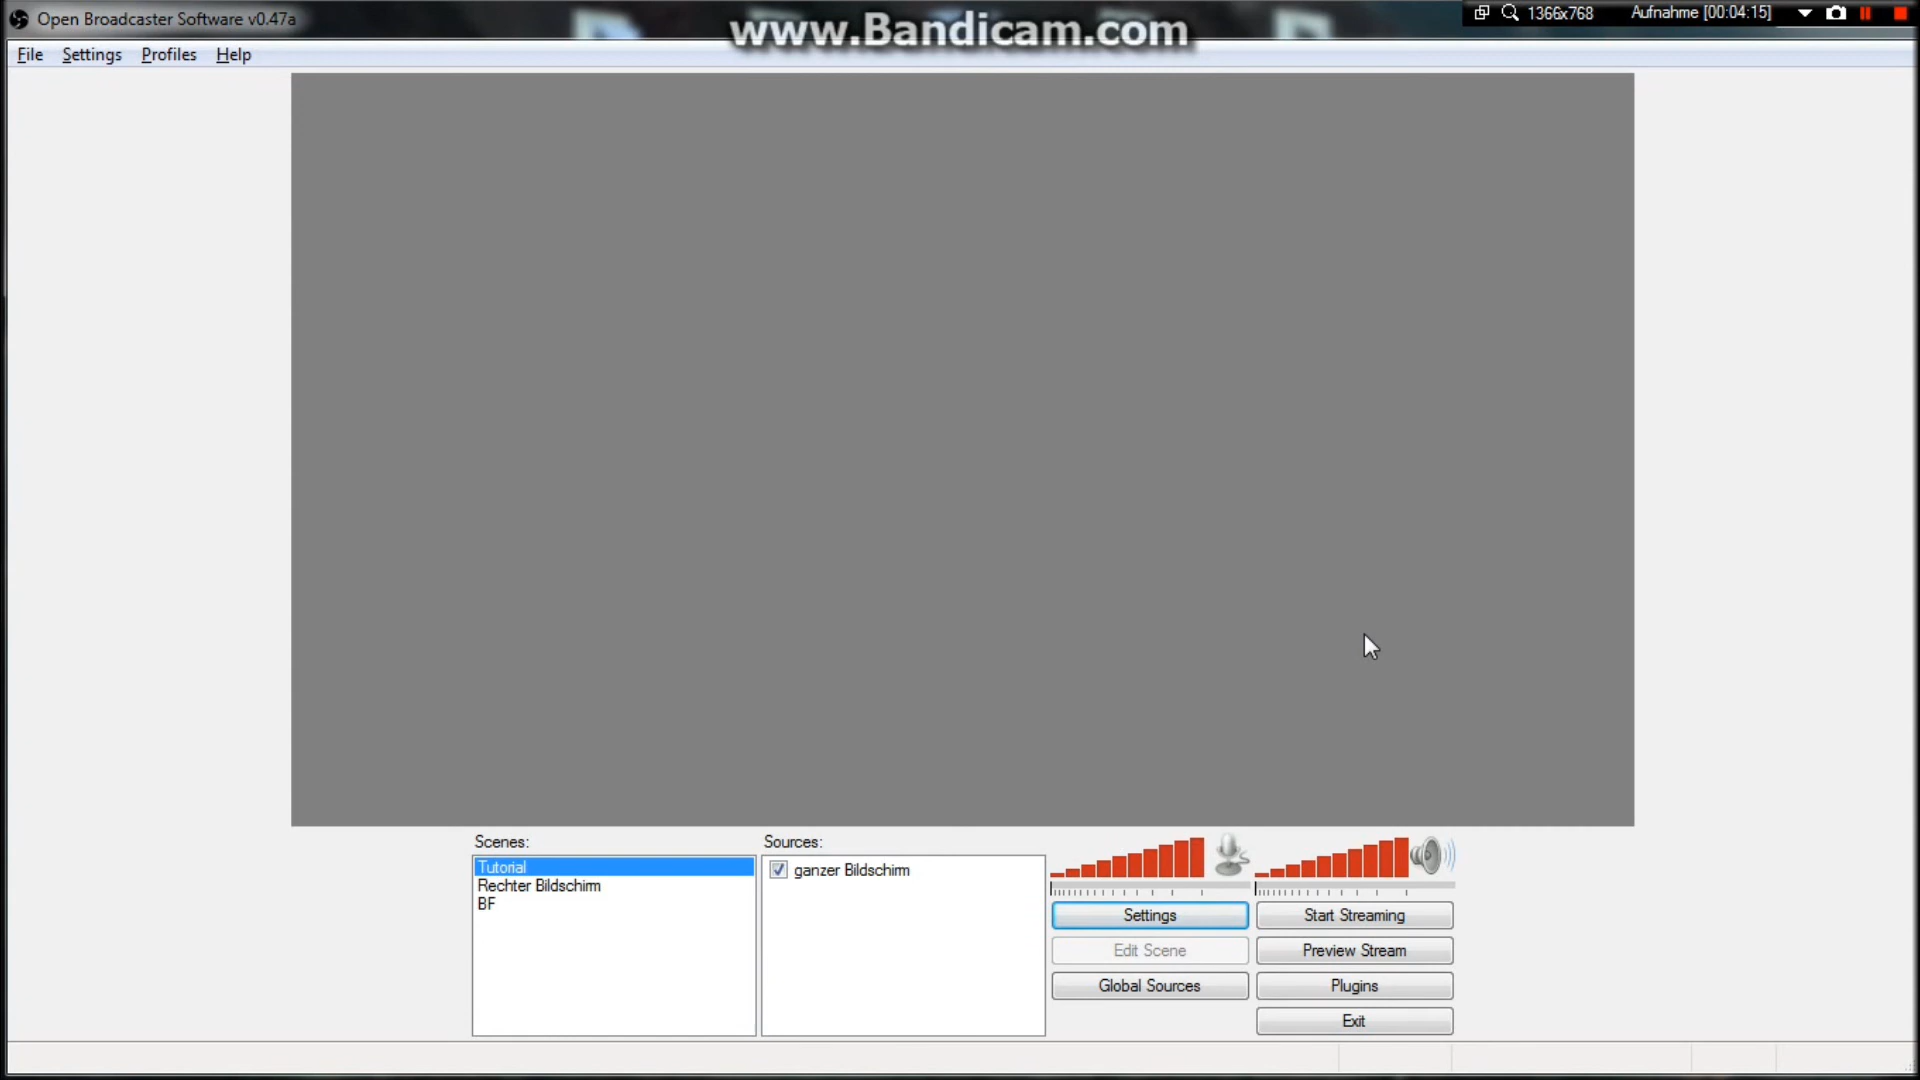 Open Broadcaster Software v0.47a
www.Bandicam.com
1366x768
Aufnahme [00:04:15]
File Settings Profiles Help
Scenes:
Tutorial
Rechter Bildschirm
BF
Sources:
ganzer Bildschirm
Settings
Start Streaming
Edit Scene
Preview Stream
Global Sources
Plugins
Exit